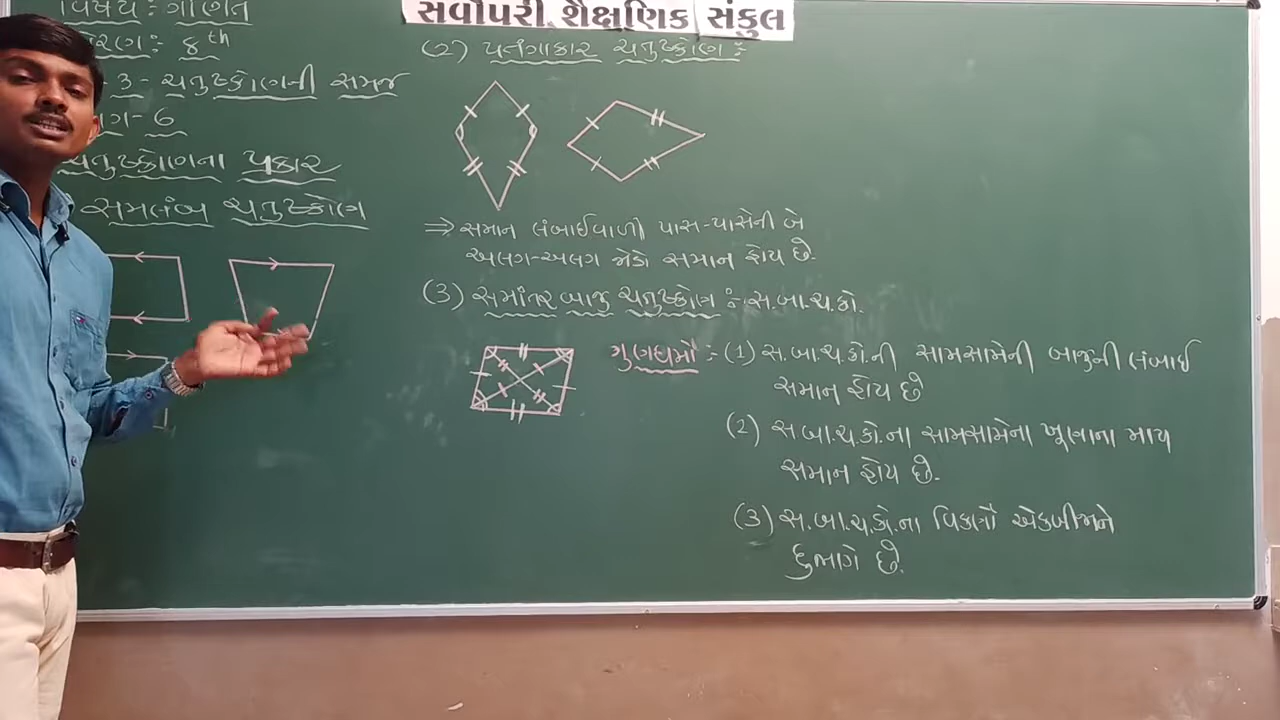 સર્વોપરી શૈક્ષણિક સંકુલ
વિષય : ગણિત
ધોરણ : ૪th
- 3 - ચતુષ્કોણની સમજ
ભાગ - 6
ચતુષ્કોણના પ્રકાર
સમલંબ ચતુષ્કોણ
(2) પતંગાકાર ચતુષ્કોણ :
⇒ સમાન લંબાઈવાળી પાસ-પાસેની બે
અલગ-અલગ જોડો સમાન હોય છે.
(3) સમાંતર બાજુ ચતુષ્કોણ :- સ.બા.ચ.કો.
ગુણધર્મો : (1) સ.બા.ચ.કો.ની સામસામેની બાજુની લંબાઈ
સમાન હોય છે
(2) સ.બા.ચ.કો.ના સામસામેના ખૂણાના માપ
સમાન હોય છે.
(3) સ.બા.ચ.કો.ના વિકર્ણો એકબીજાને
દુભાગે છે.